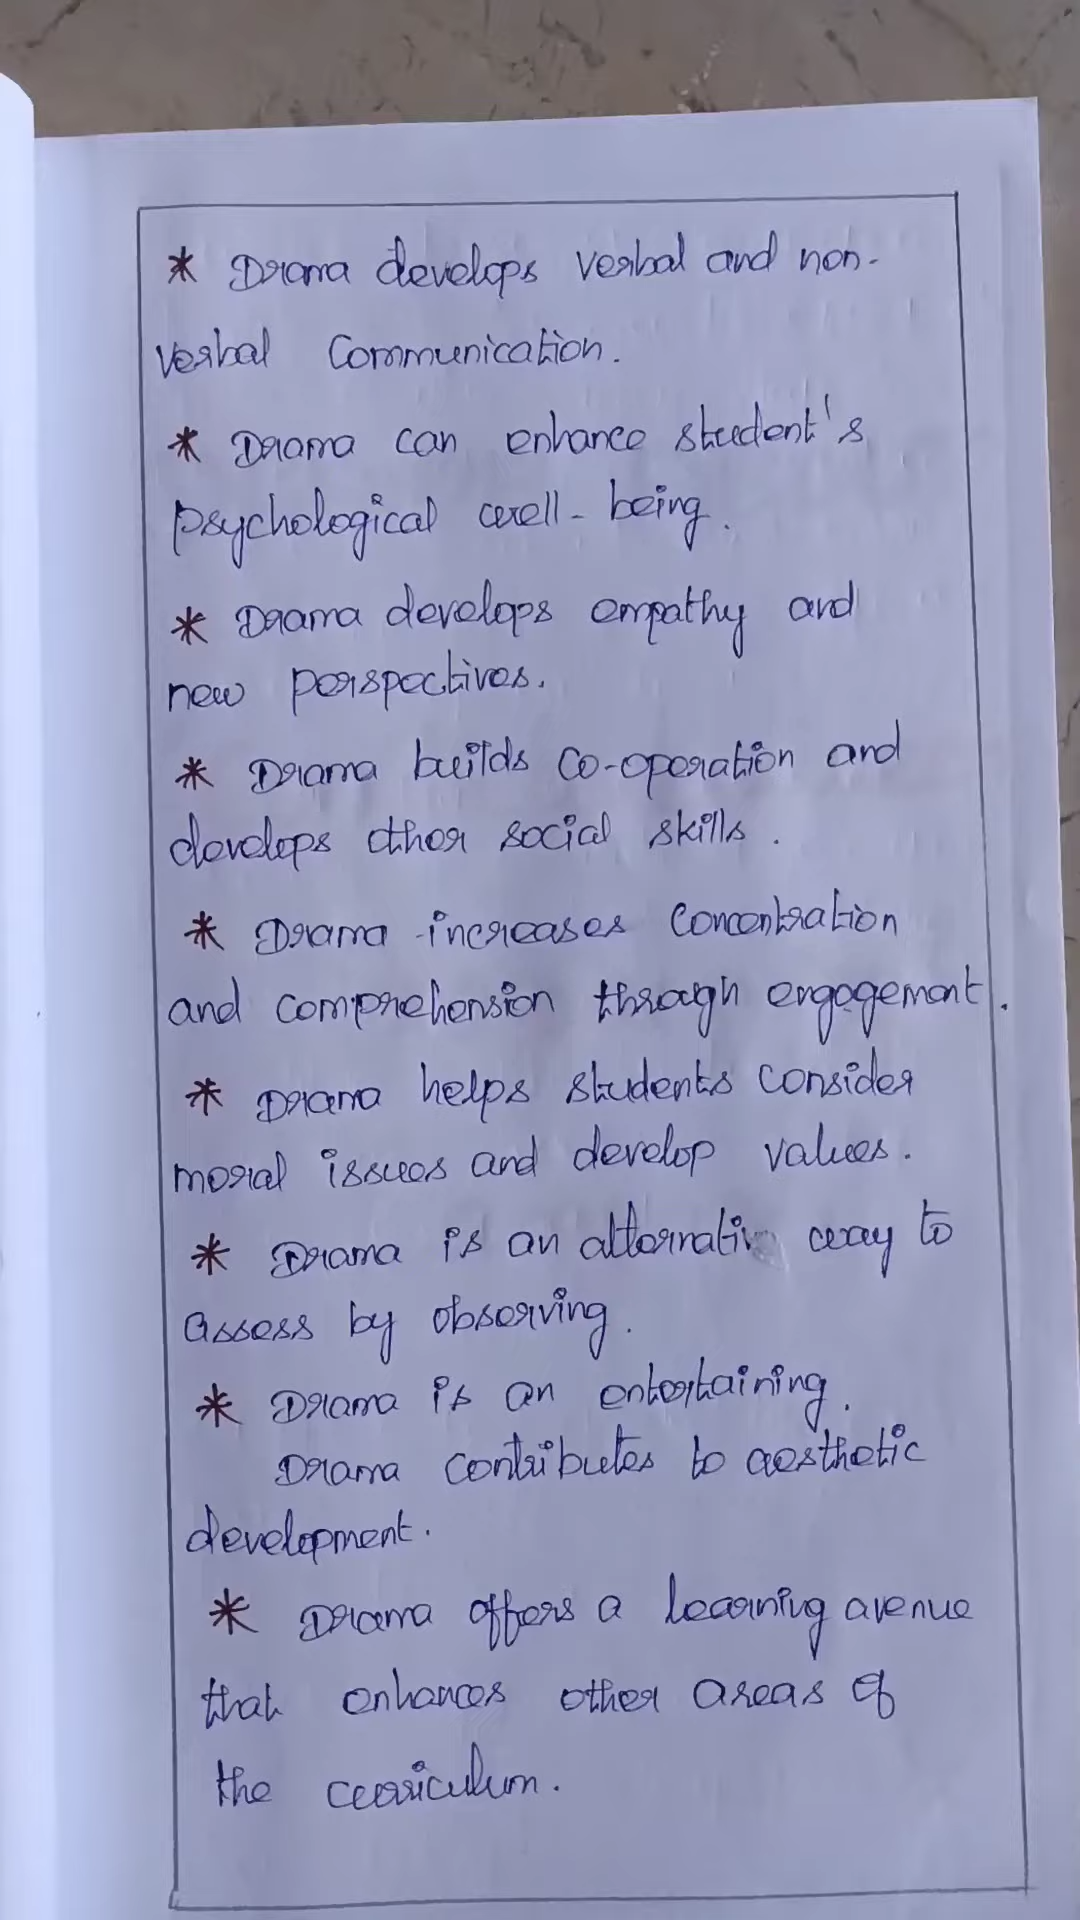 * Drama develops verbal and non-
verbal Communication.
* Drama can enhance student's
psychological well-being.
* Drama develops empathy and
new perspectives.
* Drama builds co-operation and
develops other social skills.
* Drama increases concentration
and comprehension through engagement.
* Drama helps students consider
moral issues and develop values.
* Drama is an alternativ way to
assess by observing.
* Drama is an entertaining.
Drama contributes to aesthetic
development.
* Drama offers a learning avenue
that enhances other areas of
the curriculum.